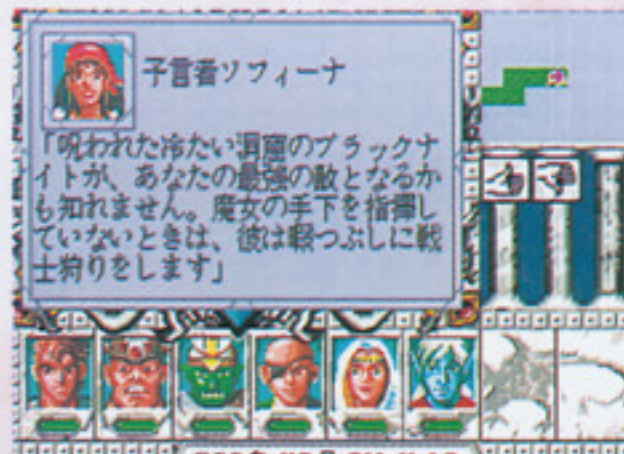 予言者ソフィーナ
「呪われた冷たい洞窟のブラックナ
イトが、あなたの最強の敵となるか
も知れません。魔女の手下を指揮し
ていないときは、彼は暇つぶしに戦
士狩りをします」